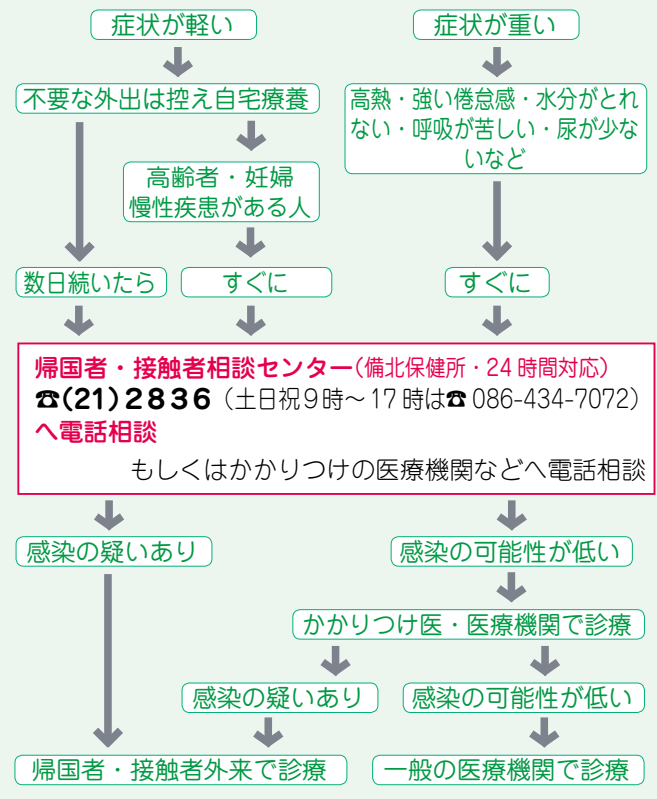 症状が軽い
症状が重い
不要な外出は控え自宅療養
高熱・強い倦怠感・水分がとれ
ない・呼吸が苦しい・尿が少な
いなど
高齢者・妊婦
慢性疾患がある人
数日続いたら
すぐに
すぐに
帰国者・接触者相談センター(備北保健所・24時間対応)
☎(21)2836(土日祝9時～17時は☎086-434-7072)
へ電話相談
もしくはかかりつけの医療機関などへ電話相談
感染の疑いあり
感染の可能性が低い
かかりつけ医・医療機関で診療
感染の疑いあり
感染の可能性が低い
帰国者・接触者外来で診療
一般の医療機関で診療